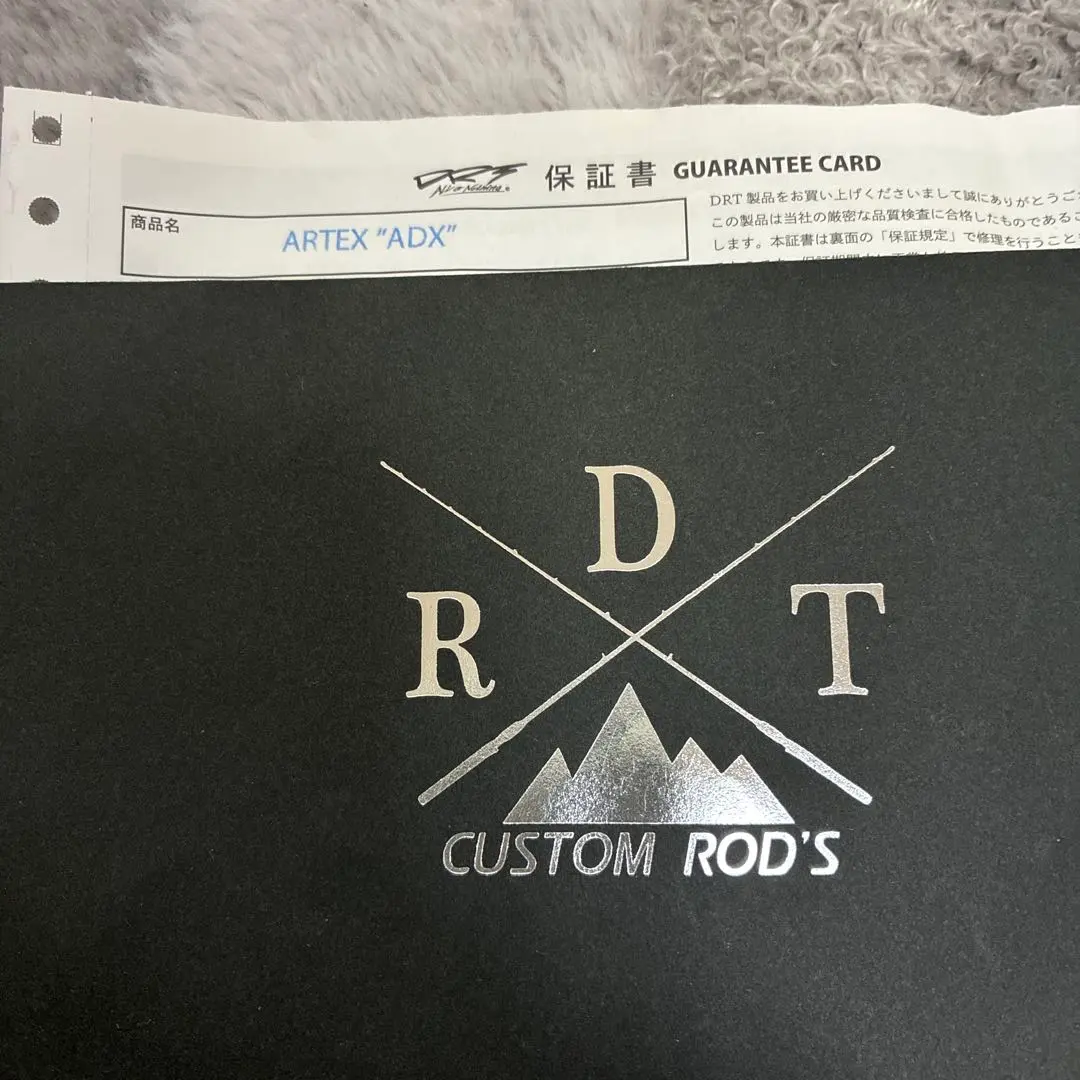 DRT 保証書 GUARANTEE CARD
商品名
ARTEX "ADX"
DRT 製品をお買い上げくださいまして誠にありがとうご
この製品は当社の厳密な品質検査に合格したものであるこ
します。本証書は裏面の「保証規定」で修理を行うこと
D
R T
CUSTOM ROD'S